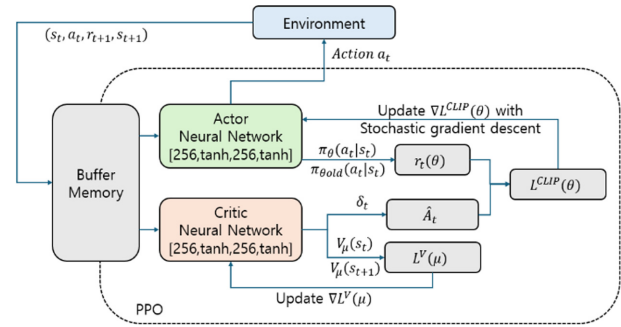 Environment
(s_t, a_t, r_{t+1}, s_{t+1})
Action a_t
Actor
Neural Network
[256,tanh,256,tanh]
Update ∇L^{CLIP}(θ) with
Stochastic gradient descent
π_θ(a_t|s_t)
π_{θold}(a_t|s_t)
r_t(θ)
L^{CLIP}(θ)
Buffer
Memory
Critic
Neural Network
[256,tanh,256,tanh]
δ_t
Â_t
V_μ(s_t)
V_μ(s_{t+1})
L^V(μ)
Update ∇L^V(μ)
PPO